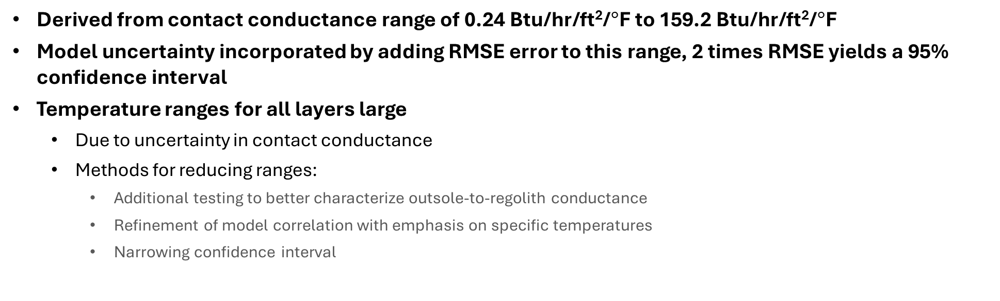 • Derived from contact conductance range of 0.24 Btu/hr/ft²/°F to 159.2 Btu/hr/ft²/°F
• Model uncertainty incorporated by adding RMSE error to this range, 2 times RMSE yields a 95%
confidence interval
• Temperature ranges for all layers large
• Due to uncertainty in contact conductance
• Methods for reducing ranges:
• Additional testing to better characterize outsole-to-regolith conductance
• Refinement of model correlation with emphasis on specific temperatures
• Narrowing confidence interval